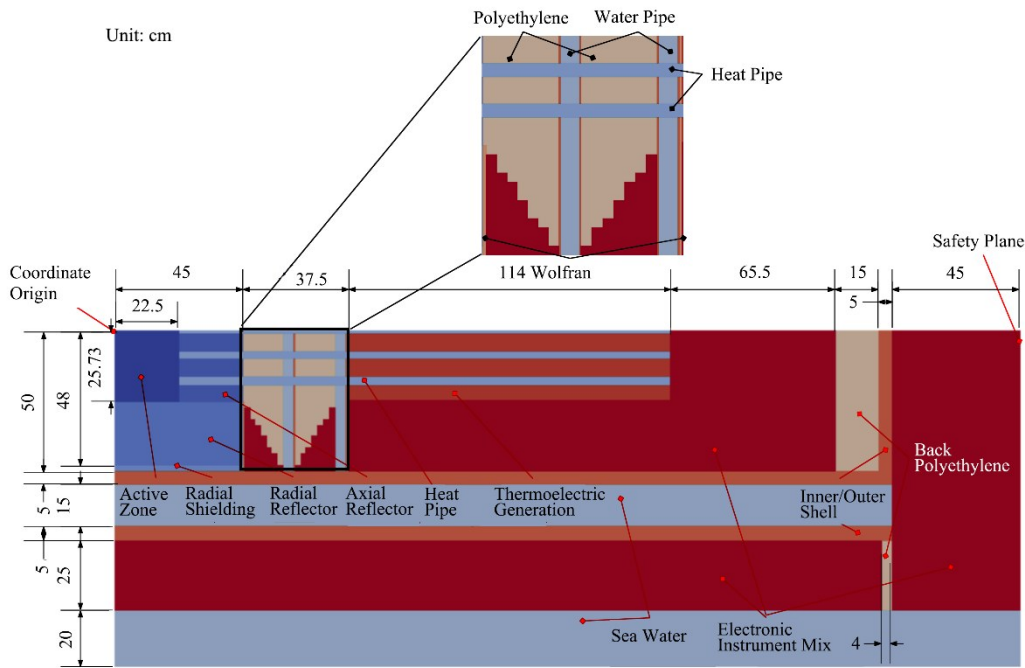 Unit: cm
Polyethylene
Water Pipe
Heat Pipe
Coordinate
Origin
45
37.5
114 Wolfran
65.5
15
45
Safety Plane
22.5
5
50
48
25.73
Active
Zone
Radial
Shielding
Radial
Reflector
Axial
Reflector
Heat
Pipe
Thermoelectric
Generation
Inner/Outer
Shell
Back
Polyethylene
5
15
5
25
20
Sea Water
Electronic
Instrument Mix
4